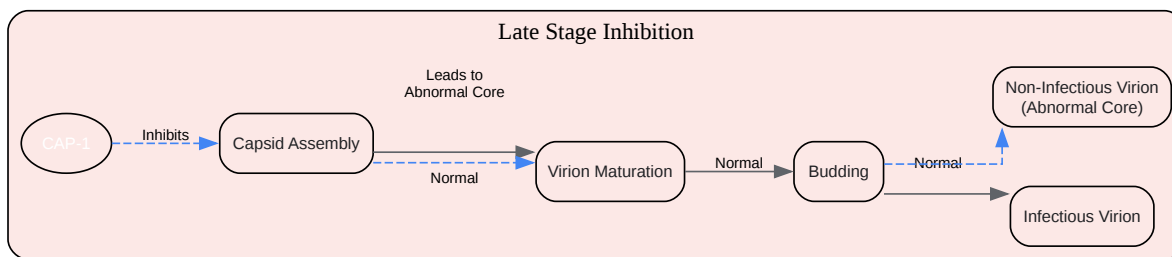 Late Stage Inhibition
Leads to
Abnormal Core
Non-Infectious Virion
(Abnormal Core)
CAP-1
Inhibits
Capsid Assembly
Normal
Virion Maturation
Normal
Budding
Normal
Infectious Virion